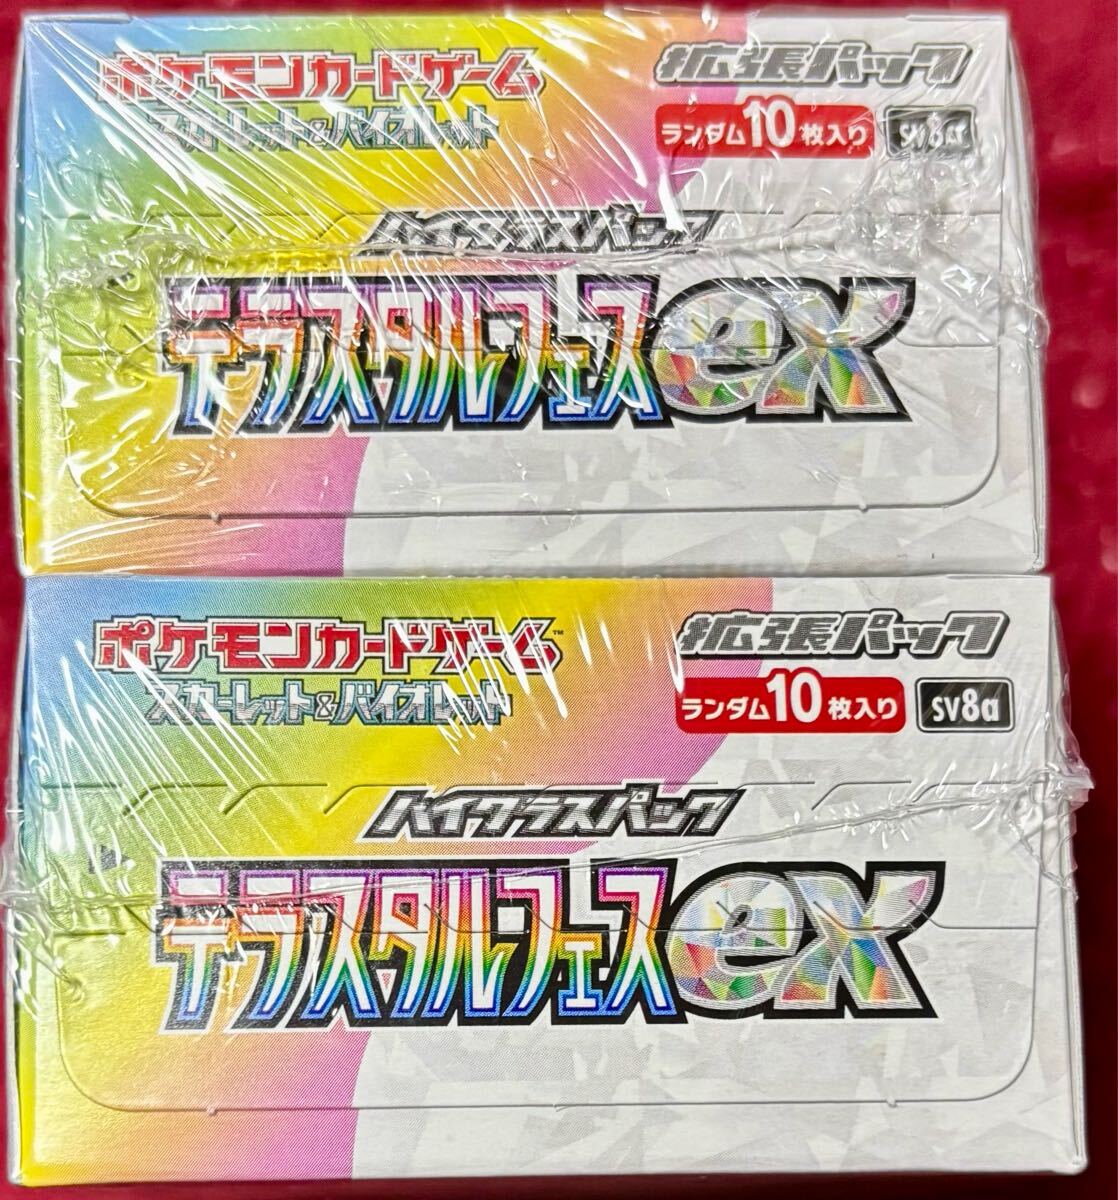 ポケモンカードゲーム
スカーレット&バイオレット
拡張パック
ランダム10枚入り sv8a
ハイクラスパック
テラスタルフェスex
ポケモンカードゲーム™
スカーレット&バイオレット
拡張パック
ランダム10枚入り sv8a
ハイクラスパック
テラスタルフェスex